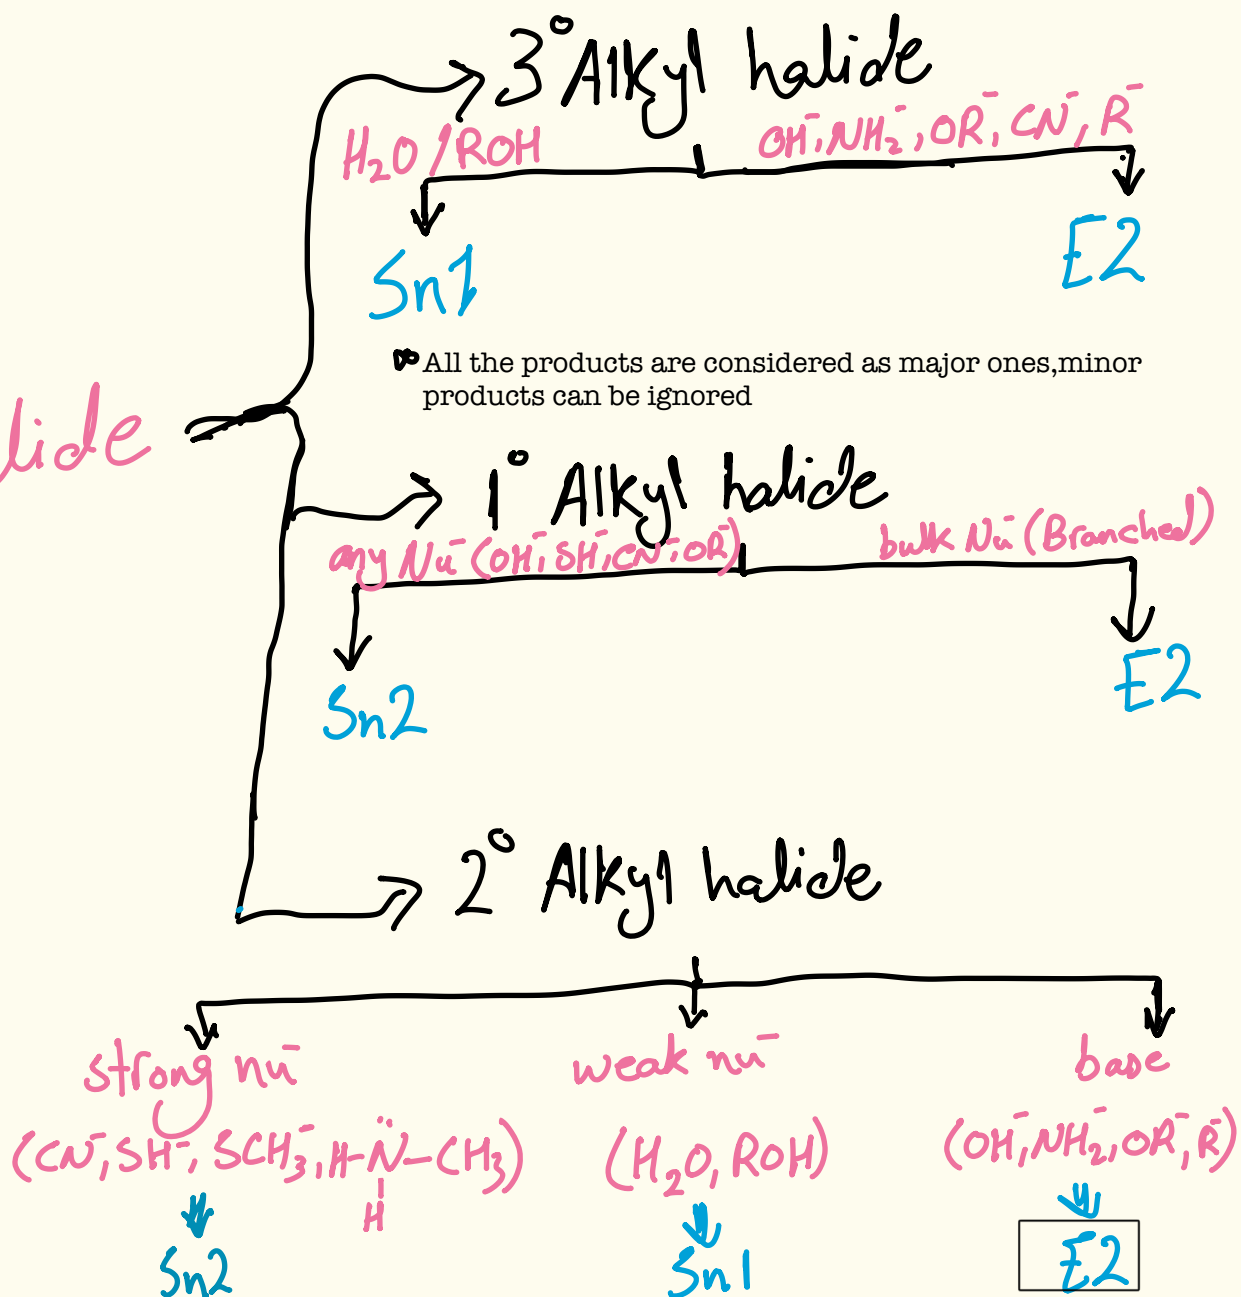 3° Alkyl halide
H₂O / ROH
OH⁻, NH₂⁻, OR⁻, CN⁻, R⁻
Sn1
E2
All the products are considered as major ones,minor
products can be ignored
lide
1° Alkyl halide
any Nu⁻ (OH⁻, SH⁻, CN⁻, OR⁻)
bulk Nu⁻ (Branched)
Sn2
E2
2° Alkyl halide
strong nu⁻
weak nu⁻
base
(CN⁻, SH⁻, SCH₃⁻, H-N̈-CH₃)
H
(H₂O, ROH)
(OH⁻, NH₂⁻, OR⁻, R⁻)
Sn2
Sn1
E2